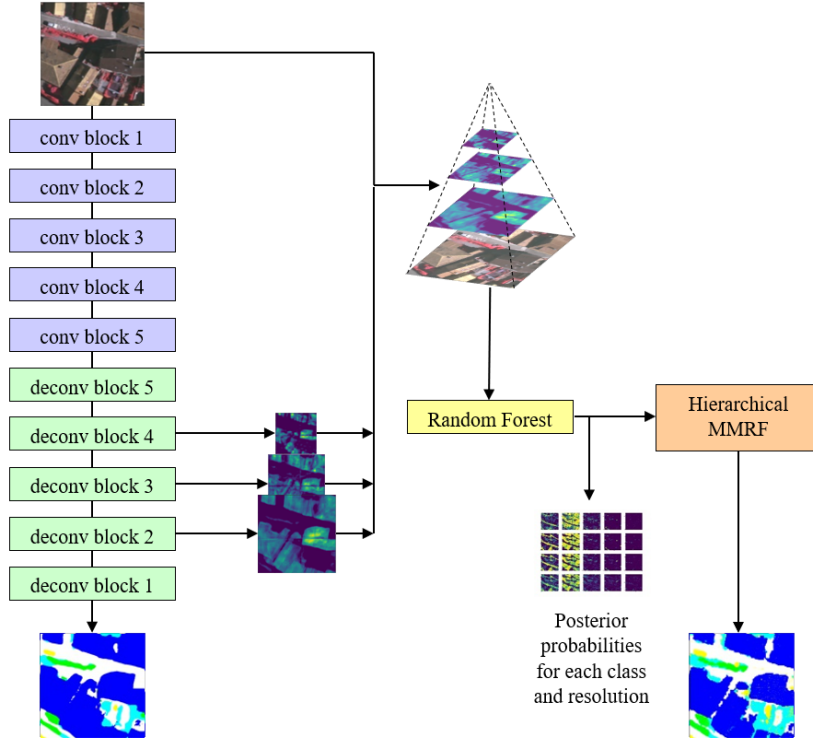 conv block 1
conv block 2
conv block 3
conv block 4
conv block 5
deconv block 5
deconv block 4
deconv block 3
deconv block 2
deconv block 1
Random Forest
Hierarchical
MMRF
Posterior
probabilities
for each class
and resolution